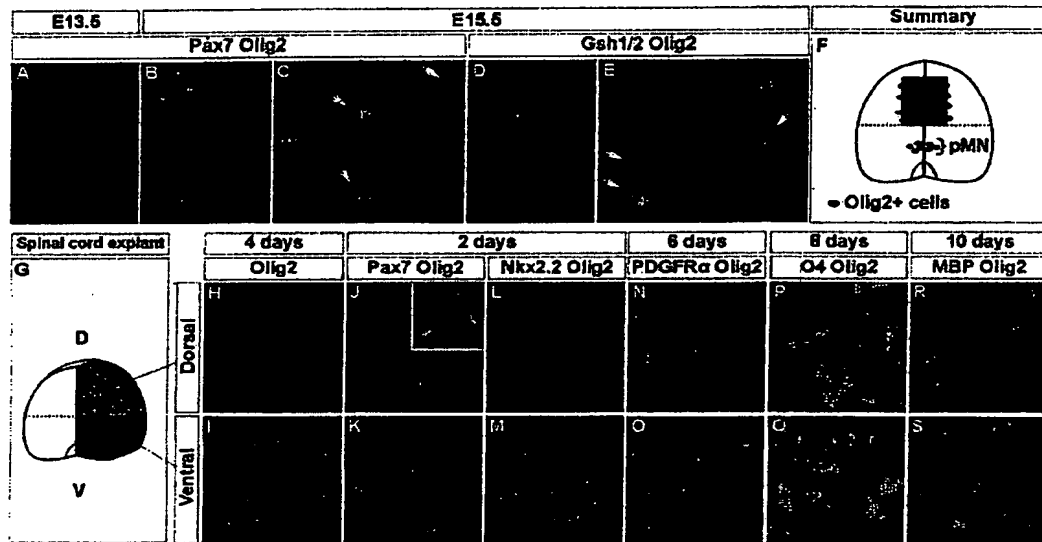 E13.5 E15.5 Summary
Pax7 Olig2 Gsh1/2 Olig2
A B C D E F
pMN
Olig2+ cells
Spinal cord explant 4 days 2 days 6 days 8 days 10 days
G Olig2 Pax7 Olig2 Nkx2.2 Olig2 PDGFRα Olig2 O4 Olig2 MBP Olig2
D
V
Dorsal H J L N P R
Ventral I K M O Q S